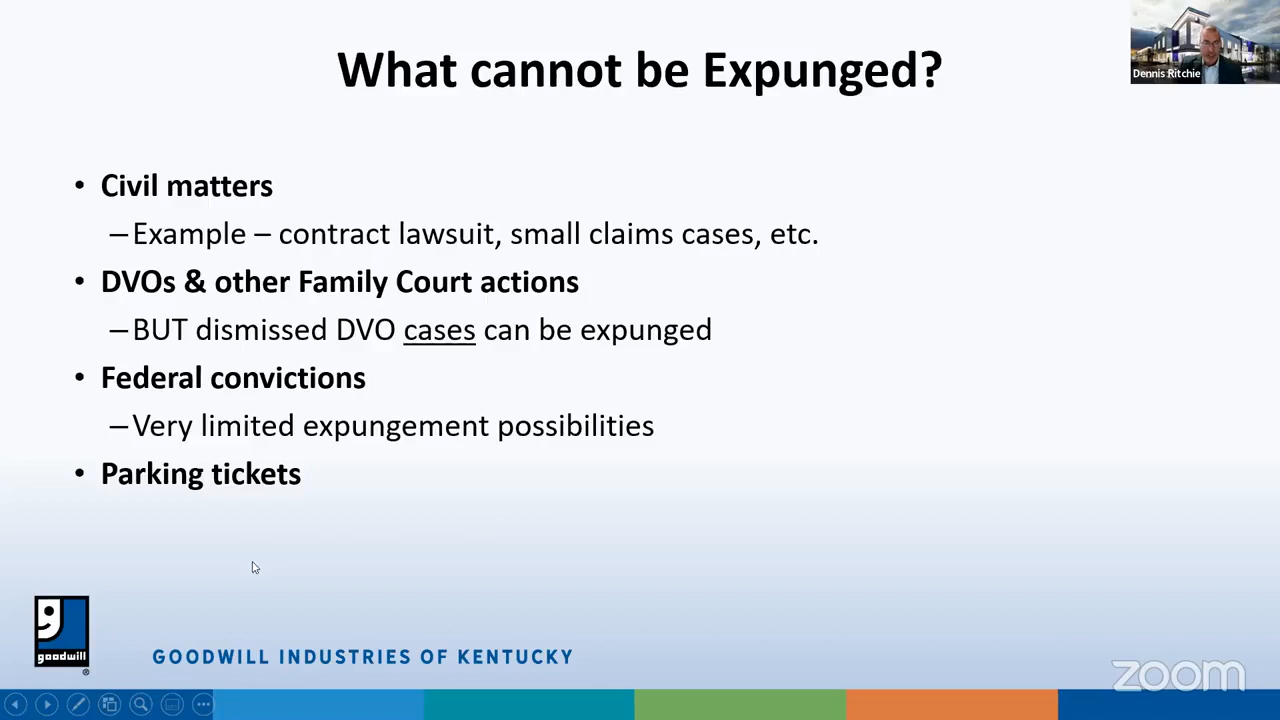 What cannot be Expunged?
Dennis Ritchie
• Civil matters
–Example – contract lawsuit, small claims cases, etc.
• DVOs & other Family Court actions
–BUT dismissed DVO cases can be expunged
• Federal convictions
–Very limited expungement possibilities
• Parking tickets
goodwill
®
GOODWILL INDUSTRIES OF KENTUCKY
zoom